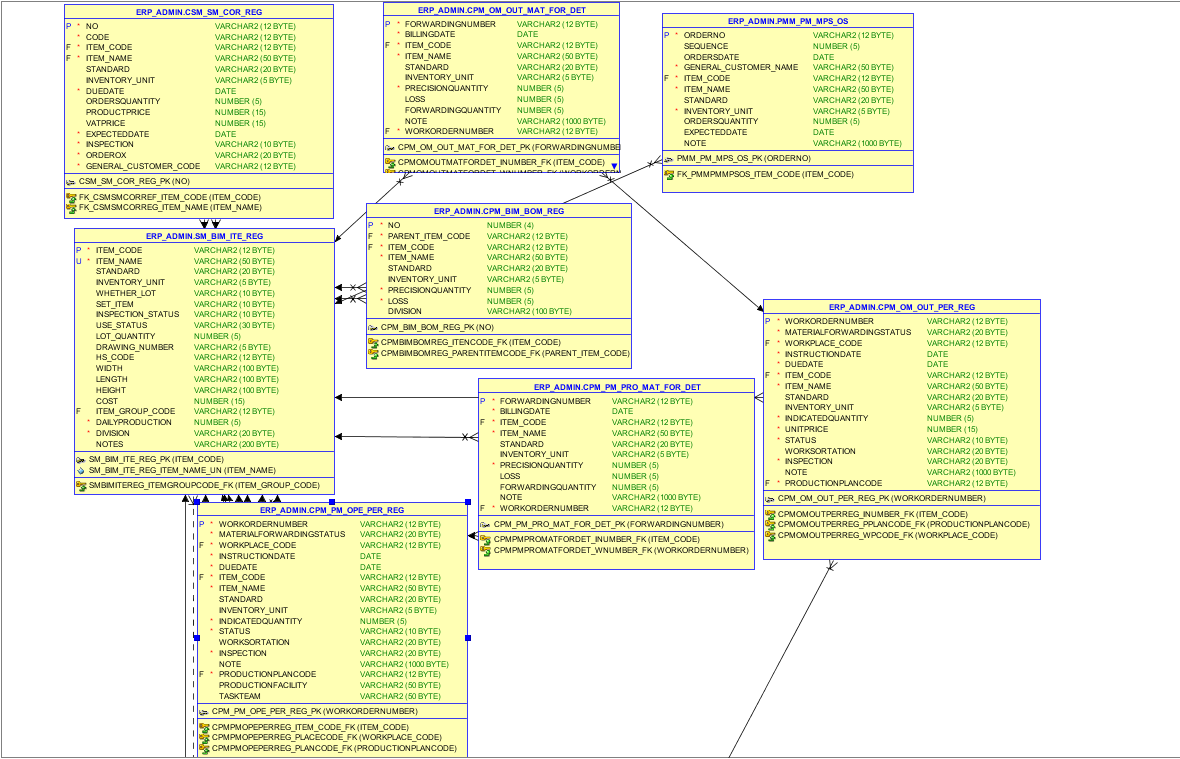 ERP_ADMIN.CSM_SM_COR_REG
P * NO VARCHAR2 (12 BYTE)
* CODE VARCHAR2 (12 BYTE)
F * ITEM_CODE VARCHAR2 (12 BYTE)
F * ITEM_NAME VARCHAR2 (50 BYTE)
STANDARD VARCHAR2 (20 BYTE)
INVENTORY_UNIT VARCHAR2 (5 BYTE)
* DUEDATE DATE
ORDERSQUANTITY NUMBER (5)
PRODUCTPRICE NUMBER (15)
VATPRICE NUMBER (15)
* EXPECTEDDATE DATE
* INSPECTION VARCHAR2 (10 BYTE)
* ORDEROX VARCHAR2 (20 BYTE)
* GENERAL_CUSTOMER_CODE VARCHAR2 (12 BYTE)
CSM_SM_COR_REG_PK (NO)
FK_CSMSMCORREF_ITEM_CODE (ITEM_CODE)
FK_CSMSMCORREG_ITEM_NAME (ITEM_NAME)
ERP_ADMIN.CPM_OM_OUT_MAT_FOR_DET
P * FORWARDINGNUMBER VARCHAR2 (12 BYTE)
* BILLINGDATE DATE
F * ITEM_CODE VARCHAR2 (12 BYTE)
* ITEM_NAME VARCHAR2 (50 BYTE)
STANDARD VARCHAR2 (20 BYTE)
INVENTORY_UNIT VARCHAR2 (5 BYTE)
* PRECISIONQUANTITY NUMBER (5)
LOSS NUMBER (5)
FORWARDINGQUANTITY NUMBER (5)
NOTE VARCHAR2 (1000 BYTE)
F * WORKORDERNUMBER VARCHAR2 (12 BYTE)
CPM_OM_OUT_MAT_FOR_DET_PK (FORWARDINGNUMBE
CPMOMOUTMATFORDET_INUMBER_FK (ITEM_CODE)
ERP_ADMIN.PMM_PM_MPS_OS
P * ORDERNO VARCHAR2 (12 BYTE)
SEQUENCE NUMBER (5)
ORDERSDATE DATE
* GENERAL_CUSTOMER_NAME VARCHAR2 (50 BYTE)
F * ITEM_CODE VARCHAR2 (12 BYTE)
* ITEM_NAME VARCHAR2 (50 BYTE)
STANDARD VARCHAR2 (20 BYTE)
* INVENTORY_UNIT VARCHAR2 (5 BYTE)
ORDERSQUANTITY NUMBER (5)
EXPECTEDDATE DATE
NOTE VARCHAR2 (1000 BYTE)
PMM_PM_MPS_OS_PK (ORDERNO)
FK_PMMPMMPSOS_ITEM_CODE (ITEM_CODE)
ERP_ADMIN.SM_BIM_ITE_REG
P * ITEM_CODE VARCHAR2 (12 BYTE)
U * ITEM_NAME VARCHAR2 (50 BYTE)
STANDARD VARCHAR2 (20 BYTE)
INVENTORY_UNIT VARCHAR2 (5 BYTE)
WHETHER_LOT VARCHAR2 (10 BYTE)
SET_ITEM VARCHAR2 (10 BYTE)
INSPECTION_STATUS VARCHAR2 (10 BYTE)
USE_STATUS VARCHAR2 (30 BYTE)
LOT_QUANTITY NUMBER (5)
DRAWING_NUMBER VARCHAR2 (5 BYTE)
HS_CODE VARCHAR2 (12 BYTE)
WIDTH VARCHAR2 (100 BYTE)
LENGTH VARCHAR2 (100 BYTE)
HEIGHT VARCHAR2 (100 BYTE)
COST NUMBER (15)
F ITEM_GROUP_CODE VARCHAR2 (12 BYTE)
* DAILYPRODUCTION NUMBER (5)
* DIVISION VARCHAR2 (20 BYTE)
NOTES VARCHAR2 (200 BYTE)
SM_BIM_ITE_REG_PK (ITEM_CODE)
SM_BIM_ITE_REG_ITEM_NAME_UN (ITEM_NAME)
SMBIMITEREG_ITEMGROUPCODE_FK (ITEM_GROUP_CODE)
ERP_ADMIN.CPM_BIM_BOM_REG
P * NO NUMBER (4)
F * PARENT_ITEM_CODE VARCHAR2 (12 BYTE)
F * ITEM_CODE VARCHAR2 (12 BYTE)
* ITEM_NAME VARCHAR2 (50 BYTE)
STANDARD VARCHAR2 (20 BYTE)
INVENTORY_UNIT VARCHAR2 (5 BYTE)
* PRECISIONQUANTITY NUMBER (5)
* LOSS NUMBER (5)
DIVISION VARCHAR2 (100 BYTE)
CPM_BIM_BOM_REG_PK (NO)
CPMBIMBOMREG_ITENCODE_FK (ITEM_CODE)
CPMBIMBOMREG_PARENTITEMCODE_FK (PARENT_ITEM_CODE)
ERP_ADMIN.CPM_OM_OUT_PER_REG
P * WORKORDERNUMBER VARCHAR2 (12 BYTE)
* MATERIALFORWARDINGSTATUS VARCHAR2 (20 BYTE)
F * WORKPLACE_CODE VARCHAR2 (12 BYTE)
* INSTRUCTIONDATE DATE
* DUEDATE DATE
F * ITEM_CODE VARCHAR2 (12 BYTE)
* ITEM_NAME VARCHAR2 (50 BYTE)
STANDARD VARCHAR2 (20 BYTE)
INVENTORY_UNIT VARCHAR2 (5 BYTE)
* INDICATEDQUANTITY NUMBER (5)
* UNITPRICE NUMBER (15)
* STATUS VARCHAR2 (10 BYTE)
WORKSORTATION VARCHAR2 (20 BYTE)
* INSPECTION VARCHAR2 (20 BYTE)
NOTE VARCHAR2 (1000 BYTE)
F * PRODUCTIONPLANCODE VARCHAR2 (12 BYTE)
CPM_OM_OUT_PER_REG_PK (WORKORDERNUMBER)
CPMOMOUTPERREG_INUMBER_FK (ITEM_CODE)
CPMOMOUTPERREG_PPLANCODE_FK (PRODUCTIONPLANCODE)
CPMOMOUTPERREG_WPCODE_FK (WORKPLACE_CODE)
ERP_ADMIN.CPM_PM_PRO_MAT_FOR_DET
P * FORWARDINGNUMBER VARCHAR2 (12 BYTE)
* BILLINGDATE DATE
F * ITEM_CODE VARCHAR2 (12 BYTE)
* ITEM_NAME VARCHAR2 (50 BYTE)
STANDARD VARCHAR2 (20 BYTE)
INVENTORY_UNIT VARCHAR2 (5 BYTE)
* PRECISIONQUANTITY NUMBER (5)
LOSS NUMBER (5)
FORWARDINGQUANTITY NUMBER (5)
NOTE VARCHAR2 (1000 BYTE)
F * WORKORDERNUMBER VARCHAR2 (12 BYTE)
CPM_PM_PRO_MAT_FOR_DET_PK (FORWARDINGNUMBER)
CPMPMPROMATFORDET_INUMBER_FK (ITEM_CODE)
CPMPMPROMATFORDET_WNUMBER_FK (WORKORDERNUMBER)
ERP_ADMIN.CPM_PM_OPE_PER_REG
P * WORKORDERNUMBER VARCHAR2 (12 BYTE)
* MATERIALFORWARDINGSTATUS VARCHAR2 (20 BYTE)
F * WORKPLACE_CODE VARCHAR2 (12 BYTE)
* INSTRUCTIONDATE DATE
* DUEDATE DATE
F * ITEM_CODE VARCHAR2 (12 BYTE)
* ITEM_NAME VARCHAR2 (50 BYTE)
STANDARD VARCHAR2 (20 BYTE)
INVENTORY_UNIT VARCHAR2 (5 BYTE)
* INDICATEDQUANTITY NUMBER (5)
* STATUS VARCHAR2 (10 BYTE)
WORKSORTATION VARCHAR2 (20 BYTE)
* INSPECTION VARCHAR2 (20 BYTE)
NOTE VARCHAR2 (1000 BYTE)
F * PRODUCTIONPLANCODE VARCHAR2 (12 BYTE)
PRODUCTIONFACILITY VARCHAR2 (50 BYTE)
TASKTEAM VARCHAR2 (50 BYTE)
CPM_PM_OPE_PER_REG_PK (WORKORDERNUMBER)
CPMPMOPEPERREG_ITEM_CODE_FK (ITEM_CODE)
CPMPMOPEPERREG_PLACECODE_FK (WORKPLACE_CODE)
CPMPMOPEPERREG_PLANCODE_FK (PRODUCTIONPLANCODE)